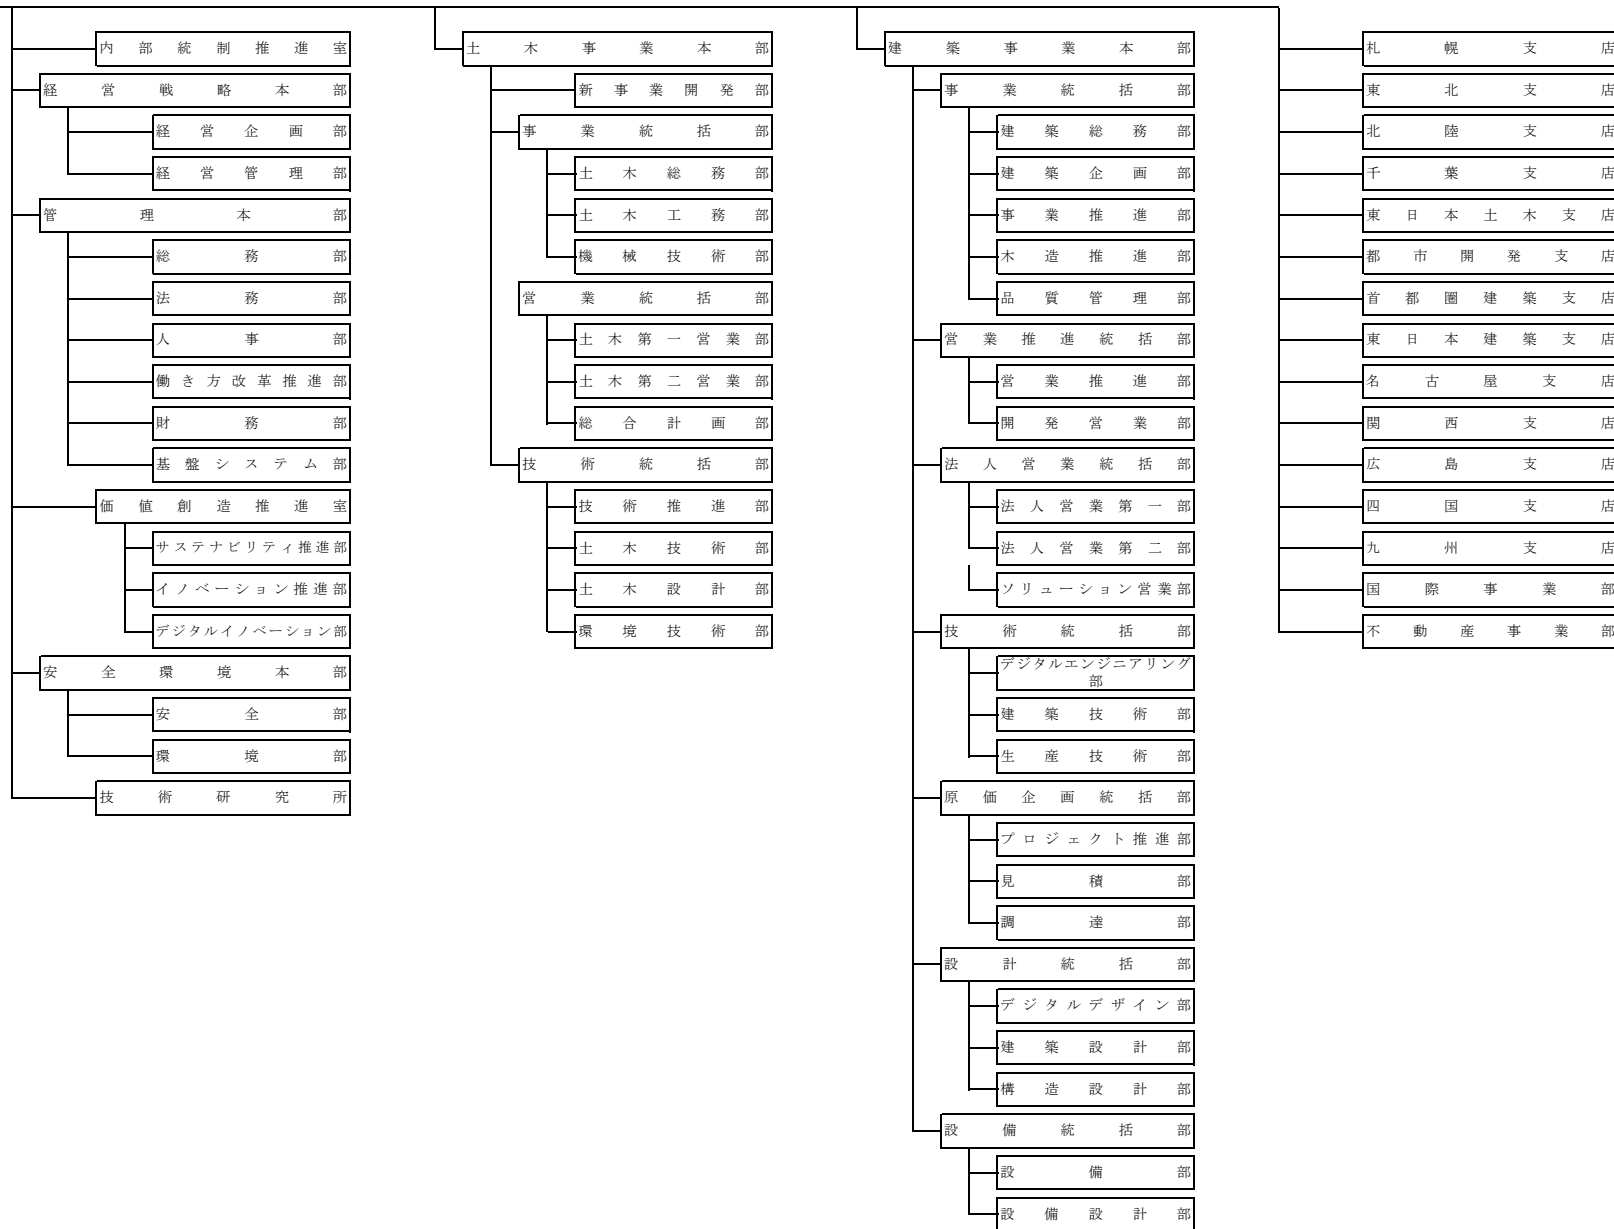 内部統制推進室
経営戦略本部
経営企画部
経営管理部
管理本部
総務部
法務部
人事部
働き方改革推進部
財務部
基盤システム部
価値創造推進室
サステナビリティ推進部
イノベーション推進部
デジタルイノベーション部
安全環境本部
安全部
環境部
技術研究所
土木事業本部
新事業開発部
事業統括部
土木総務部
土木工務部
機械技術部
営業統括部
土木第一営業部
土木第二営業部
総合計画部
技術統括部
技術推進部
土木技術部
土木設計部
環境技術部
建築事業本部
事業統括部
建築総務部
建築企画部
事業推進部
木造推進部
品質管理部
営業推進統括部
営業推進部
開発営業部
法人営業統括部
法人営業第一部
法人営業第二部
ソリューション営業部
技術統括部
デジタルエンジニアリング
部
建築技術部
生産技術部
原価企画統括部
プロジェクト推進部
見積部
調達部
設計統括部
デジタルデザイン部
建築設計部
構造設計部
設備統括部
設備部
設備設計部
札幌支店
東北支店
北陸支店
千葉支店
東日本土木支店
都市開発支店
首都圏建築支店
東日本建築支店
名古屋支店
関西支店
広島支店
四国支店
九州支店
国際事業部
不動産事業部